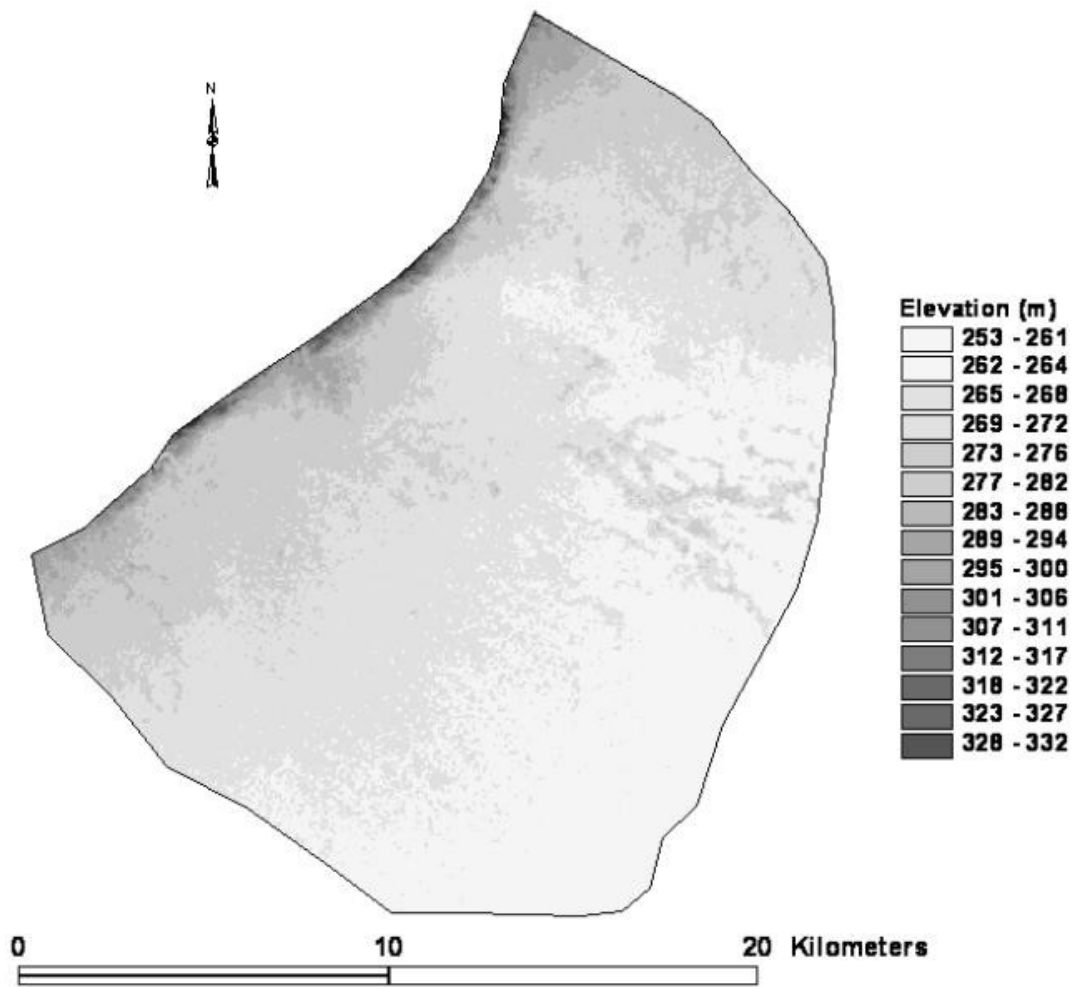 N
Elevation (m)
253 - 261
262 - 264
265 - 268
269 - 272
273 - 276
277 - 282
283 - 288
289 - 294
295 - 300
301 - 306
307 - 311
312 - 317
318 - 322
323 - 327
328 - 332
0 10 20 Kilometers